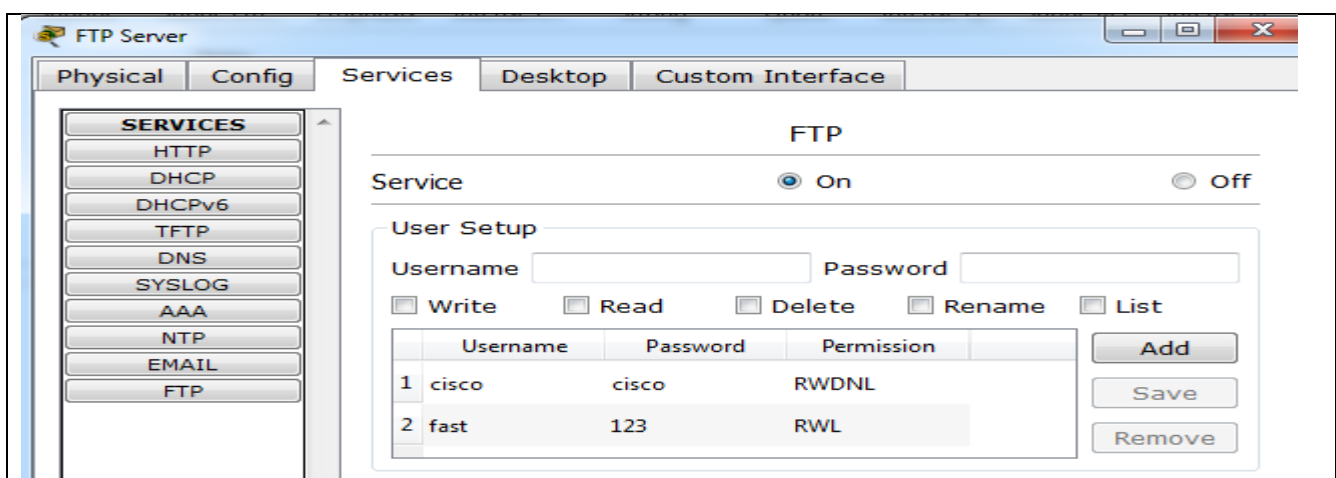 FTP Server
Physical Config Services Desktop Custom Interface
SERVICES
HTTP
DHCP
DHCPv6
TFTP
DNS
SYSLOG
AAA
NTP
EMAIL
FTP
FTP
Service On Off
User Setup
Username Password
Write Read Delete Rename List
Username Password Permission
1 cisco cisco RWDNL
2 fast 123 RWL
Add
Save
Remove